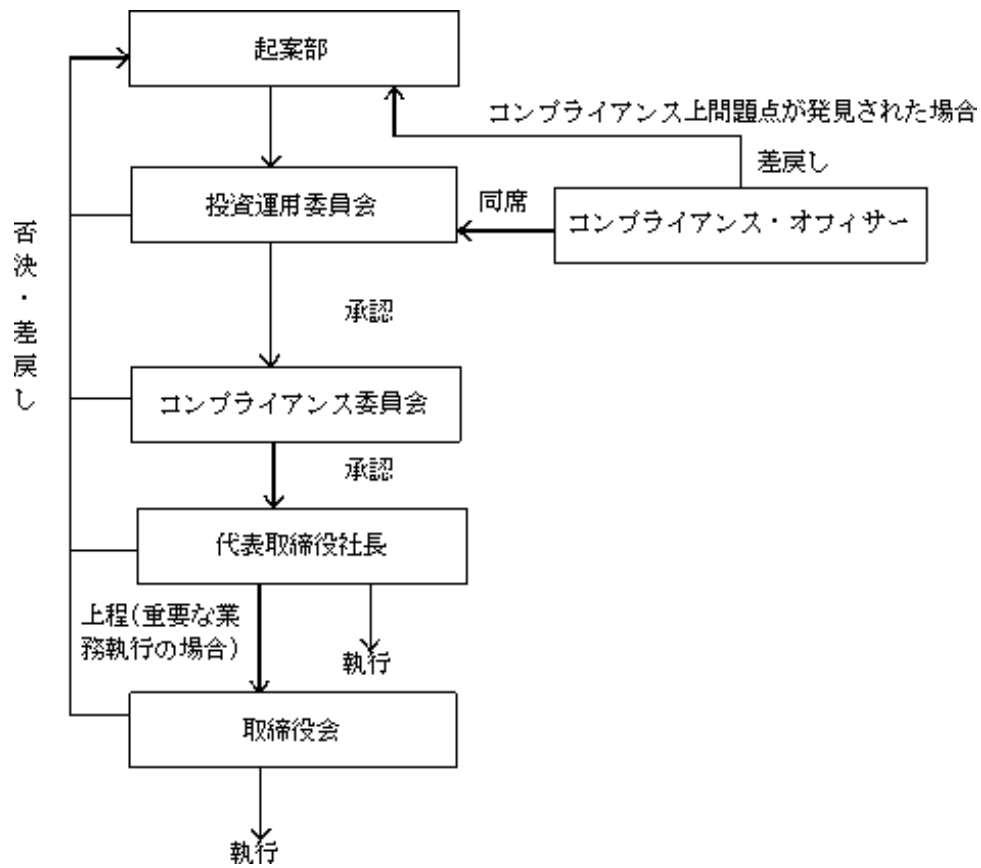 起案部
コンプライアンス上問題点が発見された場合
差戻し
投資運用委員会
同席
コンプライアンス・オフィサー
否決・差戻し
承認
コンプライアンス委員会
承認
代表取締役社長
上程(重要な業
務執行の場合)
執行
取締役会
執行